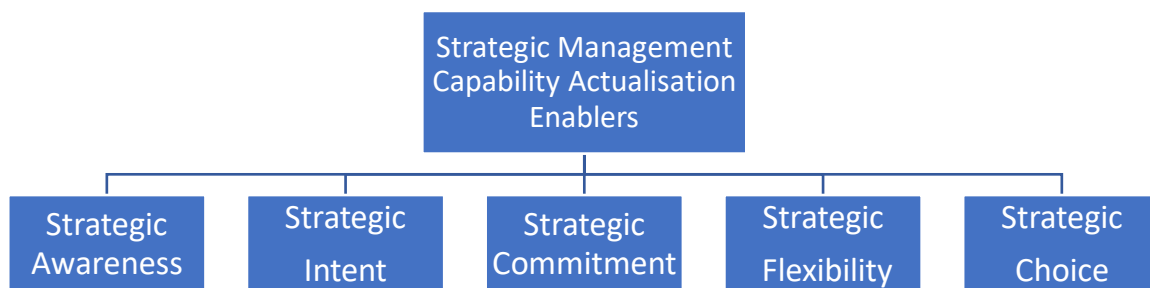 Strategic Management
Capability Actualisation
Enablers
Strategic
Awareness
Strategic
Intent
Strategic
Commitment
Strategic
Flexibility
Strategic
Choice